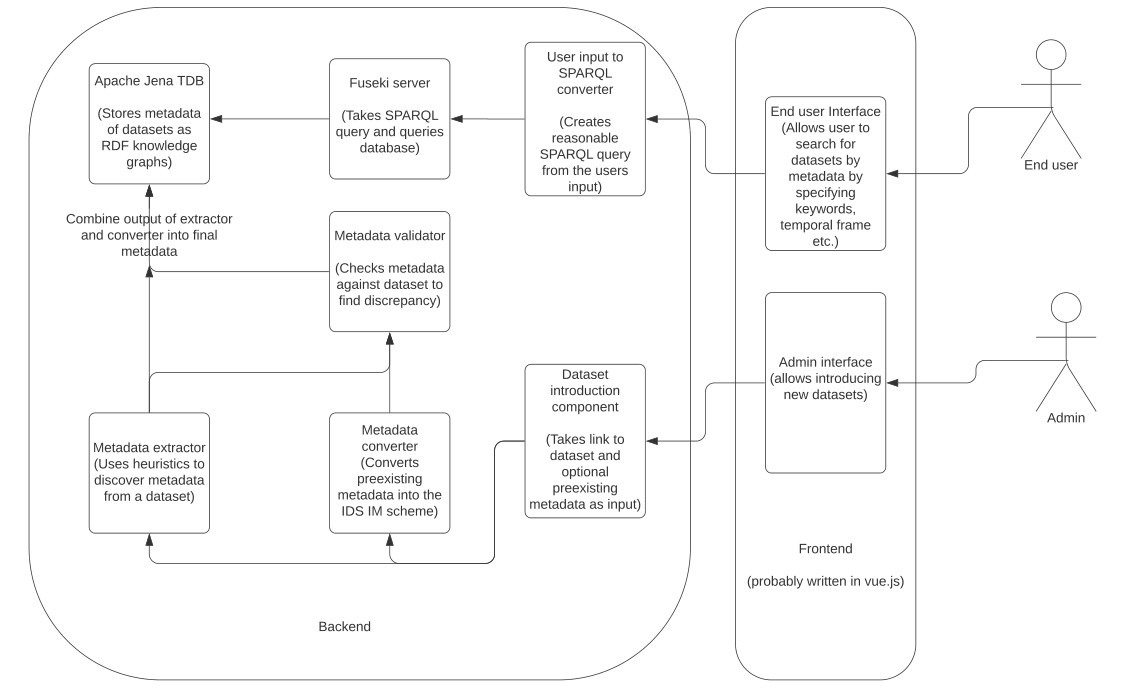 Apache Jena TDB
(Stores metadata
of datasets as
RDF knowledge
graphs)
Fuseki server
(Takes SPARQL
query and queries
database)
User input to
SPARQL
converter
(Creates
reasonable
SPARQL query
from the users
input)
End user Interface
(Allows user to
search for
datasets by
metadata by
specifying
keywords,
temporal frame
etc.)
End user
Combine output of extractor
and converter into final
metadata
Metadata validator
(Checks metadata
against dataset to
find discrepancy)
Dataset
introduction
component
(Takes link to
dataset and
optional
preexisting
metadata as input)
Admin interface
(allows introducing
new datasets)
Admin
Metadata extractor
(Uses heuristics to
discover metadata
from a dataset)
Metadata
converter
(Converts
preexisting
metadata into the
IDS IM scheme)
Frontend
(probably written in vue.js)
Backend